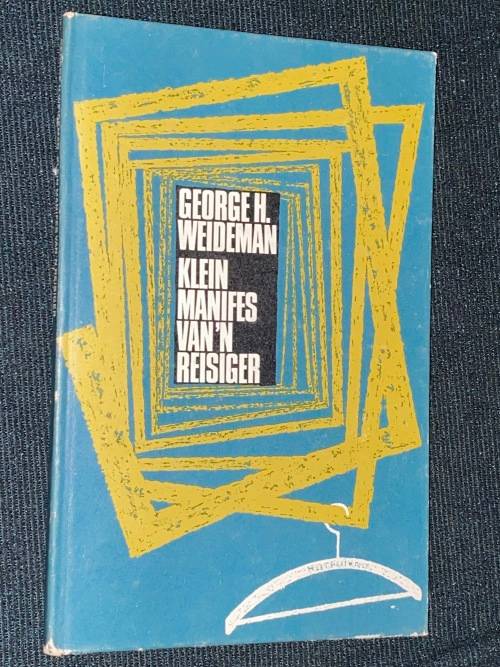 GEORGE H.
WEIDEMAN
KLEIN
MANIFES
VAN 'N
REISIGER